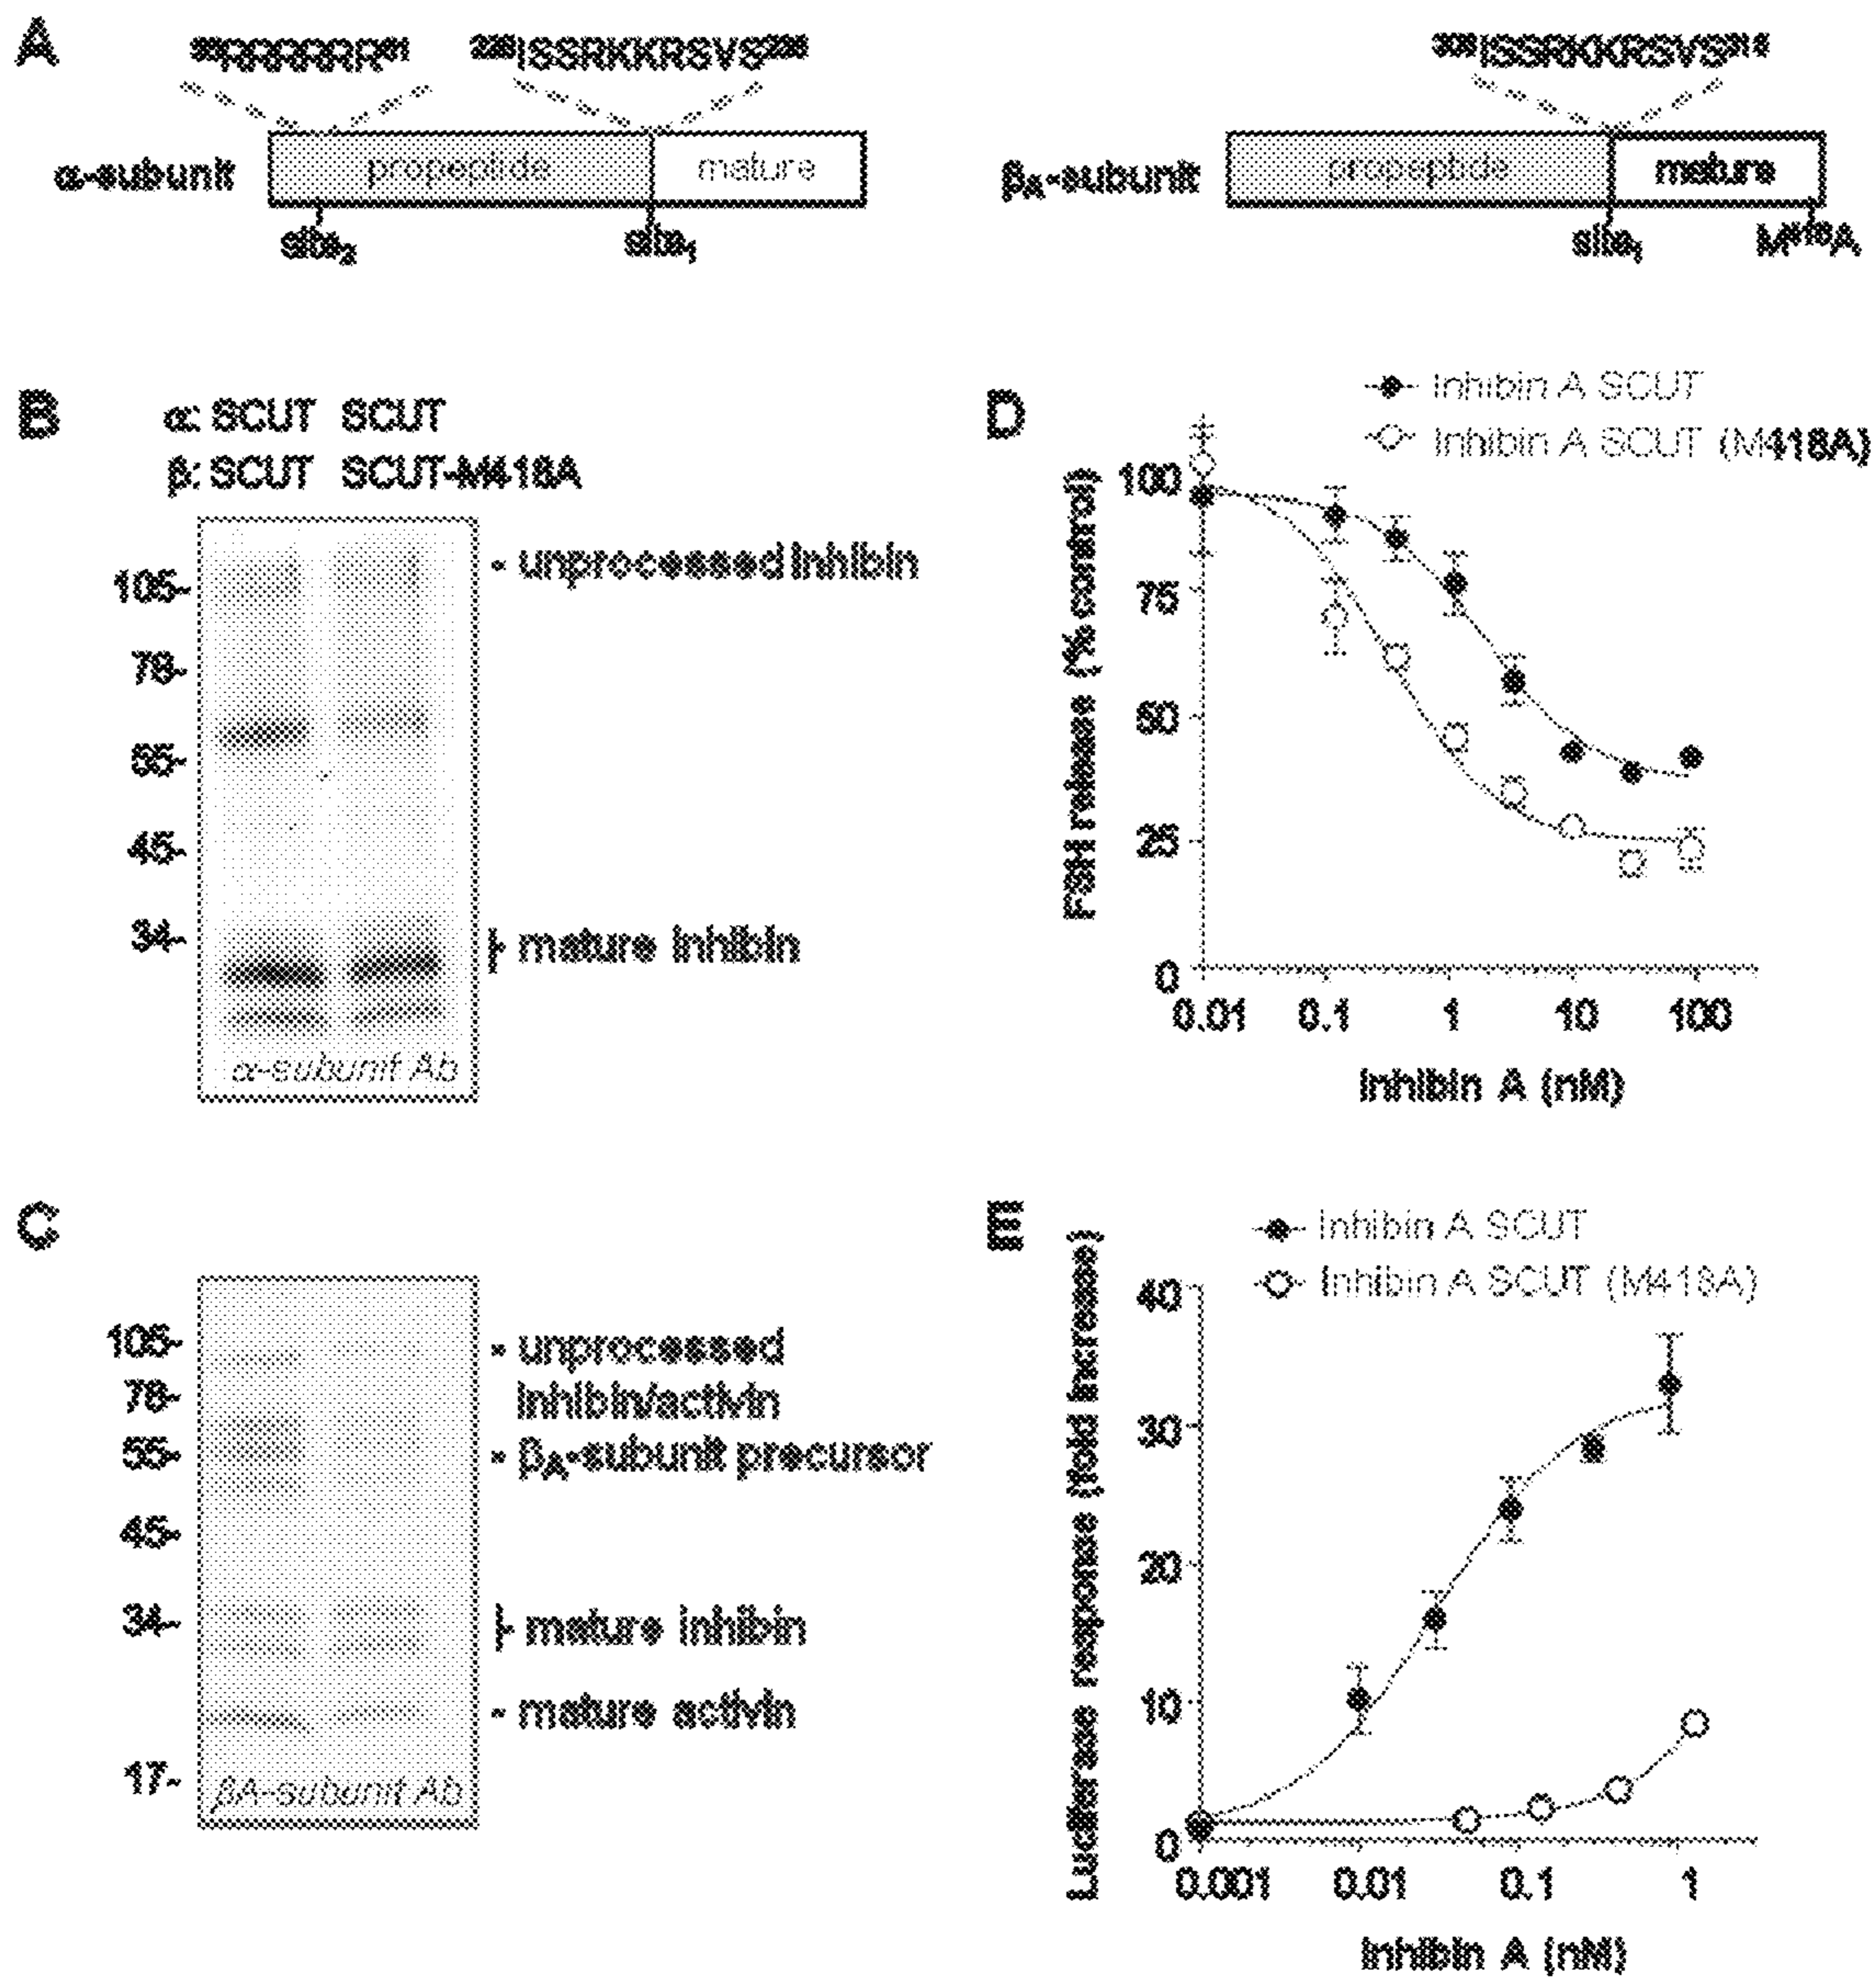 A
ISSRKKRSVS
ISSRKKRSVS
α-subunit
propeptide
mature
site2
site1
βA-subunit
propeptide
mature
site1
M418A
B
α: SCUT SCUT
β: SCUT SCUT-M418A
105-
78-
55-
45-
34-
- unprocessed inhibin
mature inhibin
α-subunit Ab
C
105-
78-
55-
45-
34-
17-
- unprocessed
inhibin/activin
- βA-subunit precursor
mature inhibin
- mature activin
βA-subunit Ab
D
Inhibin A SCUT
Inhibin A SCUT (M418A)
FSH release (% control)
100
75
50
25
0
0.01 0.1 1 10 100
Inhibin A (nM)
E
Inhibin A SCUT
Inhibin A SCUT (M418A)
Luciferase response (fold increase)
40
30
20
10
0
0.001 0.01 0.1 1
Inhibin A (nM)